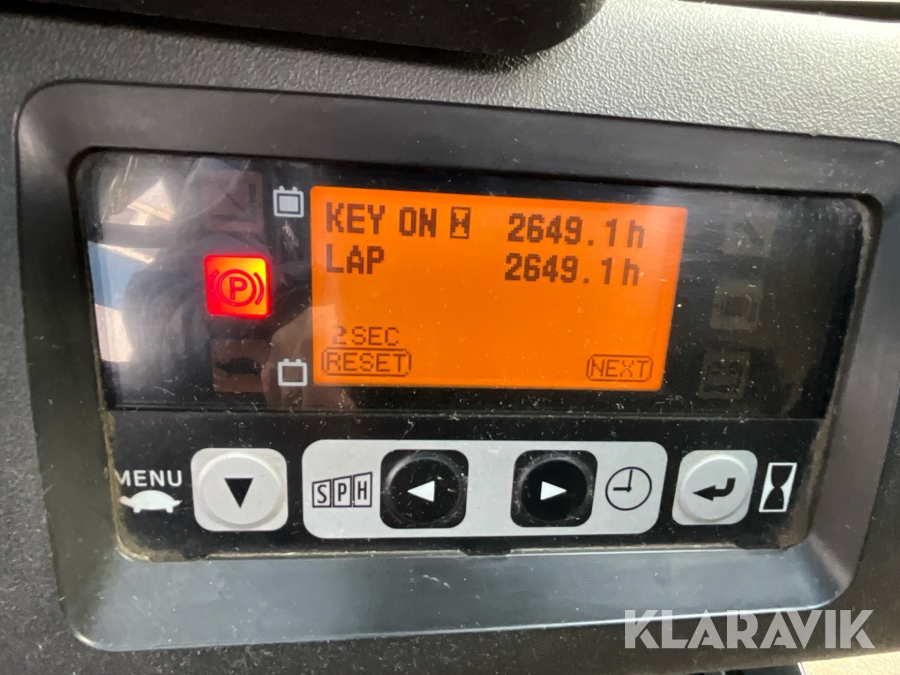 KEY ON 2649.1h
LAP 2649.1h
2SEC
RESET NEXT
P
MENU
SPH
KLARAVIK